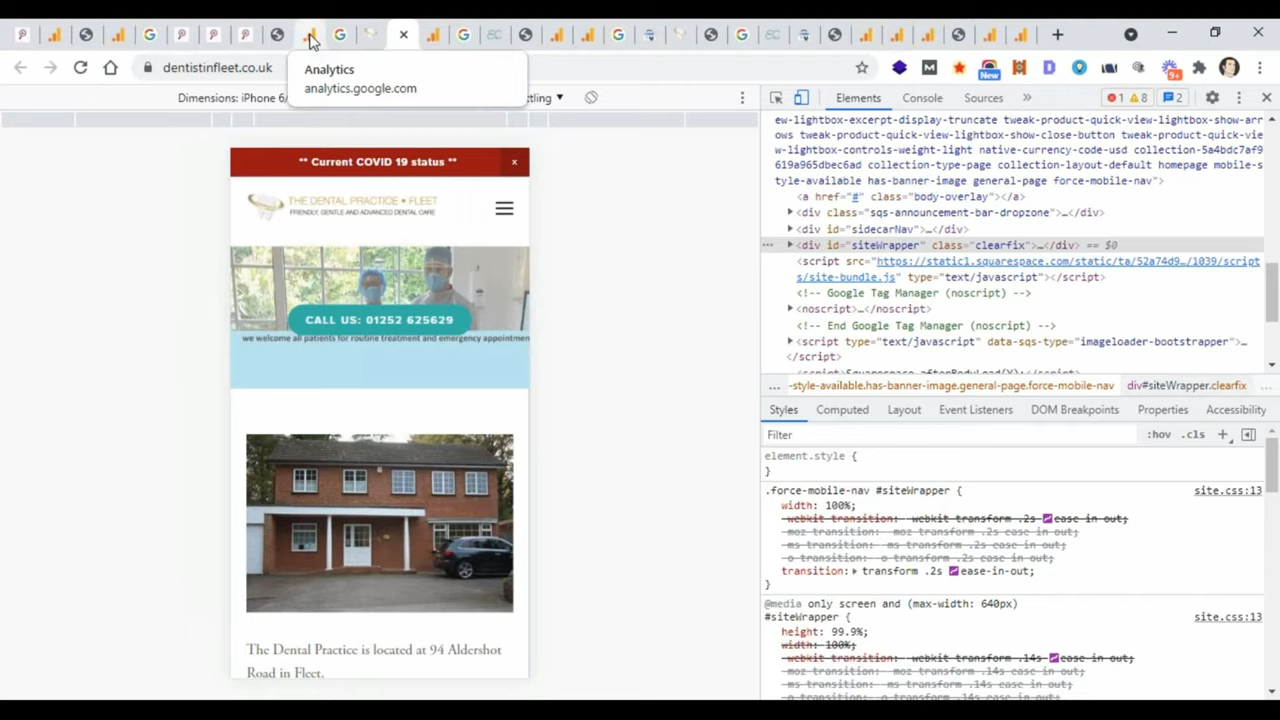 Analytics
analytics.google.com
dentistinfleet.co.uk
New
9+
Dimensions: iPhone 6/
ttling ▼
Elements
Console
Sources
»
1
8
2
** Current COVID 19 status **
x
THE DENTAL PRACTICE • FLEET
FRIENDLY, GENTLE AND ADVANCED DENTAL CARE
CALL US: 01252 625629
we welcome all patients for routine treatment and emergency appointmen
The Dental Practice is located at 94 Aldershot
Road in Fleet.
ew-lightbox-excerpt-display-truncate tweak-product-quick-view-lightbox-show-arr
ows tweak-product-quick-view-lightbox-show-close-button tweak-product-quick-vie
w-lightbox-controls-weight-light native-currency-code-usd collection-5a4bdc7af9
619a965dbec6ad collection-type-page collection-layout-default homepage mobile-s
tyle-available has-banner-image general-page force-mobile-nav">
<a href="#" class="body-overlay"></a>
<div class="sqs-announcement-bar-dropzone">…</div>
<div id="sidecarNav">…</div>
<div id="siteWrapper" class="clearfix">…</div> == $0
<script src="https://static1.squarespace.com/static/ta/52a74d9…/1039/script
s/site-bundle.js" type="text/javascript"></script>
<!-- Google Tag Manager (noscript) -->
<noscript>…</noscript>
<!-- End Google Tag Manager (noscript) -->
<script type="text/javascript" data-sqs-type="imageloader-bootstrapper">…
</script>
<script>Squarespace.afterBodyLoad(Y);</script>
... -style-available.has-banner-image.general-page.force-mobile-nav div#siteWrapper.clearfix ...
Styles
Computed
Layout
Event Listeners
DOM Breakpoints
Properties
Accessibility
Filter
:hov .cls +
element.style {
}
.force-mobile-nav #siteWrapper {
site.css:13
width: 100%;
-webkit-transition: -webkit-transform .2s ease-in-out;
-moz-transition: -moz-transform .2s ease-in-out;
-ms-transition: -ms-transform .2s ease-in-out;
-o-transition: -o-transform .2s ease-in-out;
transition: transform .2s ease-in-out;
}
@media only screen and (max-width: 640px)
#siteWrapper {
site.css:13
height: 99.9%;
width: 100%;
-webkit-transition: -webkit-transform .14s ease-in-out;
-moz-transition: -moz-transform .14s ease-in-out;
-ms-transition: -ms-transform .14s ease-in-out;
-o-transition: -o-transform .14s ease-in-out;